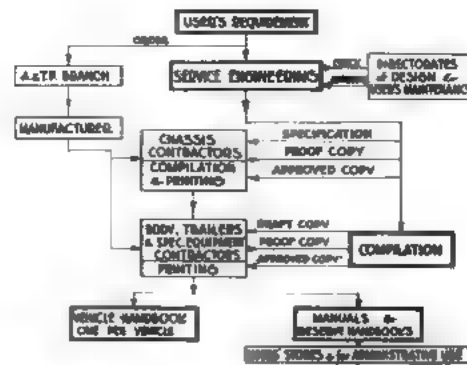 USER'S REQUIREMENT
ORDER
BRANCH
SERVICE ENGINEERING
DIRECTORATES
of DESIGN &
USER'S MAINTENANCE
MANUFACTURER
CHASSIS
CONTRACTORS
COMPILATION
& PRINTING
SPECIFICATION
PROOF COPY
APPROVED COPY
BODY, TRAILERS
& SPEC. EQUIPMENT
CONTRACTORS
PRINTING
DRAFT COPY
PROOF COPY
APPROVED COPY
COMPILATION
VEHICLE HANDBOOK
ONE PER VEHICLE
MANUALS &
RESERVE HANDBOOKS
STORES & for ADMINISTRATIVE USE